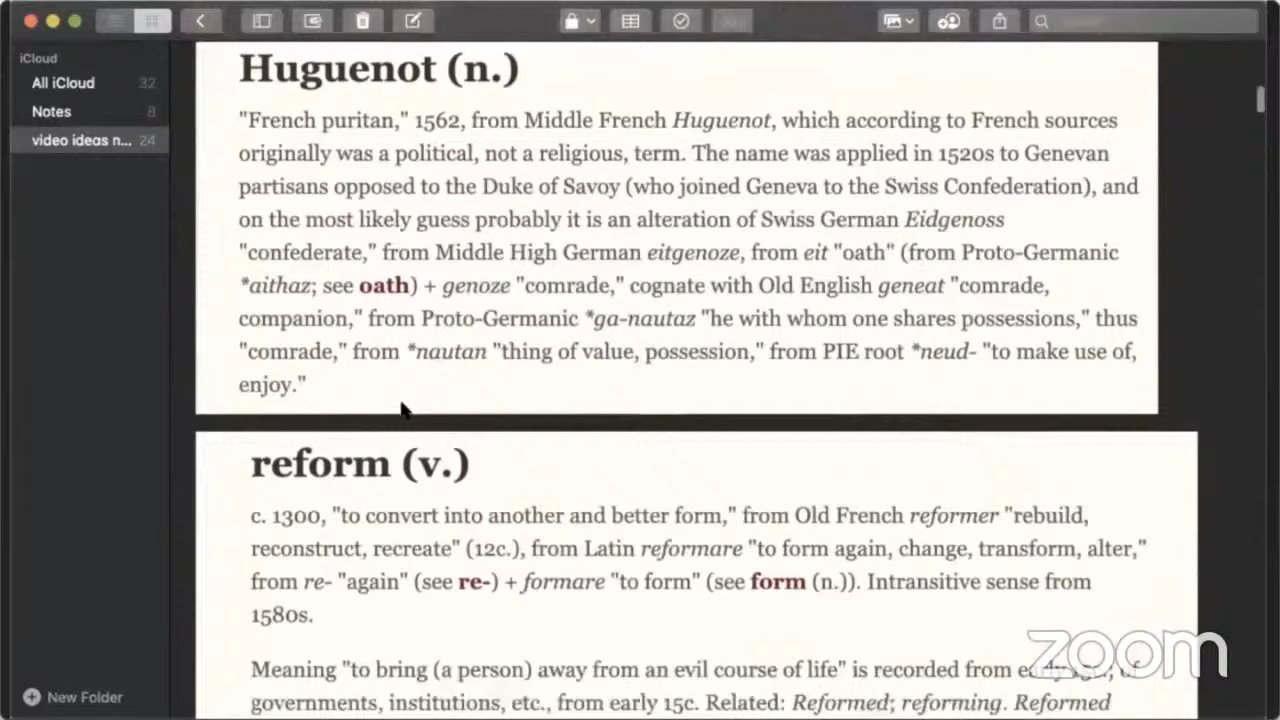 iCloud
All iCloud 32
Notes 8
video ideas n... 24
New Folder
Huguenot (n.)
"French puritan," 1562, from Middle French Huguenot, which according to French sources
originally was a political, not a religious, term. The name was applied in 1520s to Genevan
partisans opposed to the Duke of Savoy (who joined Geneva to the Swiss Confederation), and
on the most likely guess probably it is an alteration of Swiss German Eidgenoss
"confederate," from Middle High German eitgenoze, from eit "oath" (from Proto-Germanic
*aithaz; see oath) + genoze "comrade," cognate with Old English geneat "comrade,
companion," from Proto-Germanic *ga-nautaz "he with whom one shares possessions," thus
"comrade," from *nautan "thing of value, possession," from PIE root *neud- "to make use of,
enjoy."
reform (v.)
c. 1300, "to convert into another and better form," from Old French reformer "rebuild,
reconstruct, recreate" (12c.), from Latin reformare "to form again, change, transform, alter,"
from re- "again" (see re-) + formare "to form" (see form (n.)). Intransitive sense from
1580s.
Meaning "to bring (a person) away from an evil course of life" is recorded from of
governments, institutions, etc., from early 15c. Related: Reformed; reforming. Reformed
zoom